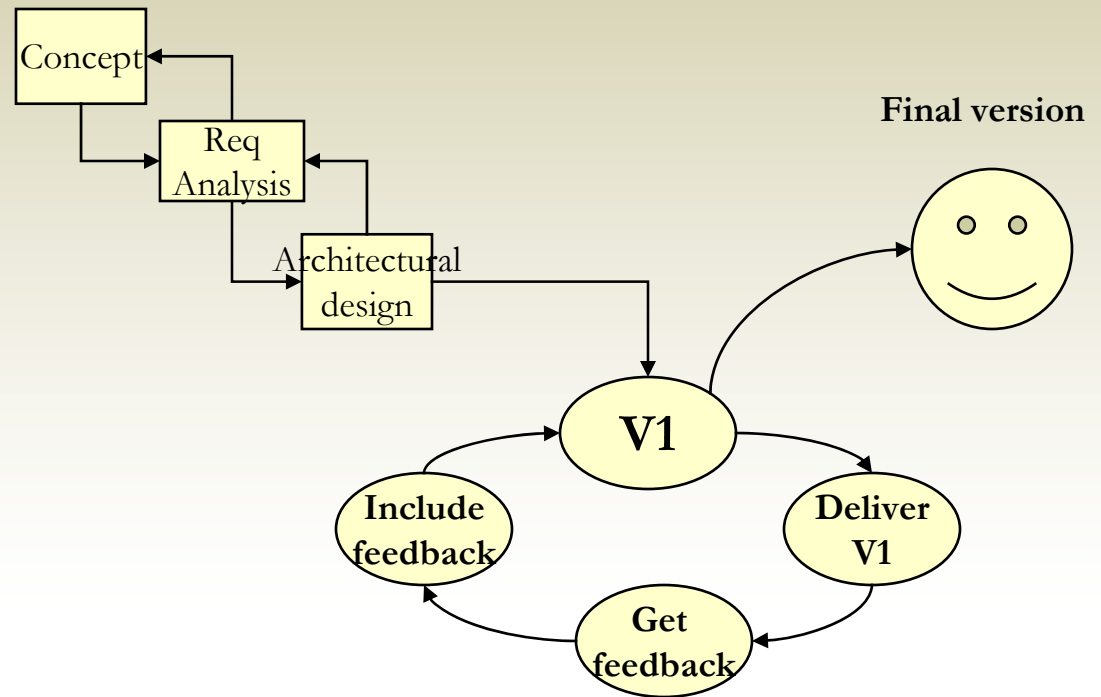 Concept
Final version
Req
Analysis
Architectural
design
V1
Include
feedback
Deliver
V1
Get
feedback